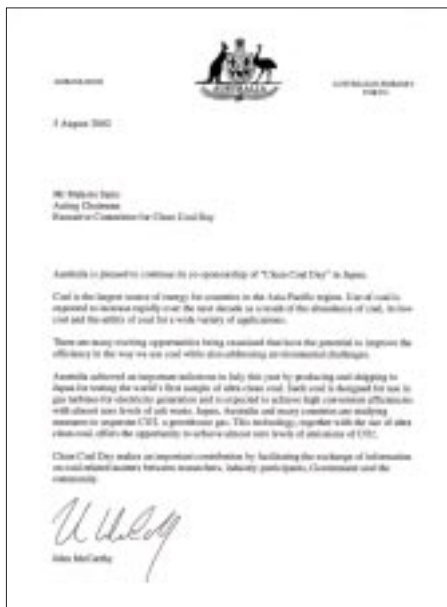 AMBASSADOR
AUSTRALIA
AUSTRALIAN EMBASSY
TOKYO
5 August 2002
Mr
Acting Chairman
Executive Committee for Clean Coal Day
Australia is pleased to continue its co-sponsorship of "Clean Coal Day" in Japan.
Coal is the largest source of energy for countries in the Asia Pacific region. Use of coal is
expected to increase rapidly over the next decade as a result of the abundance of coal, its low
cost and the utility of coal for a wide variety of applications.
There are many exciting opportunities being examined that have the potential to improve the
efficiency in the way we use coal while also addressing environmental challenges.
Australia achieved an important milestone in July this year by producing and shipping to
Japan for testing the world's first sample of ultra clean coal. Such coal is designed for use in
gas turbines for electricity generation and is expected to achieve high conversion efficiencies
with almost zero levels of ash waste. Japan, Australia and many countries are studying
measures to sequester CO2, a greenhouse gas. This technology, together with the use of ultra
clean coal, offers the opportunity to achieve almost zero levels of emissions of CO2.
Clean Coal Day makes an important contribution by facilitating the exchange of information
on coal related matters between researchers, industry participants, Government and the
community.
John McCarthy